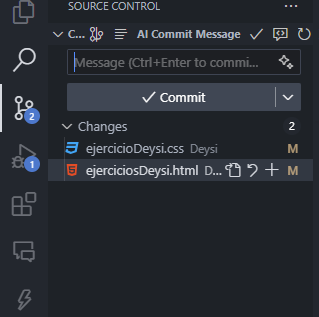 SOURCE CONTROL
C... AI Commit Message
Message (Ctrl+Enter to commi...
Commit
Changes 2
ejercicioDeysi.css Deysi M
ejerciciosDeysi.html D... M
2
1